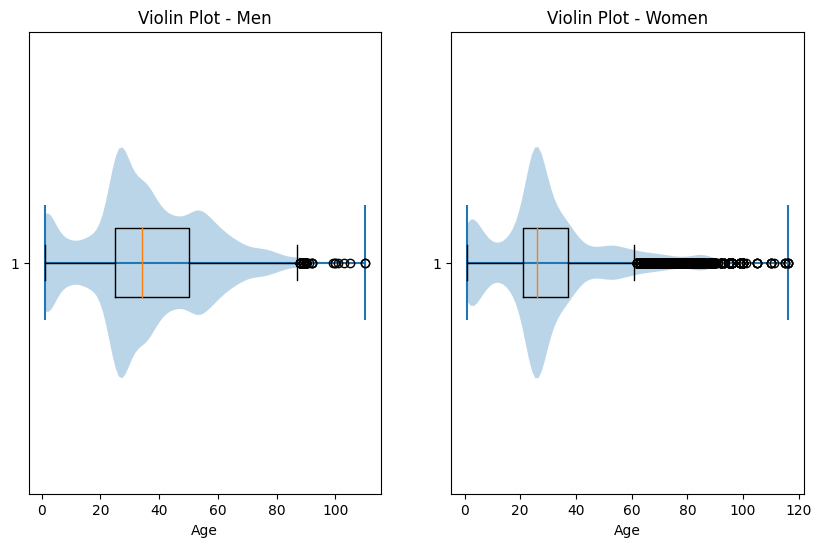 Violin Plot - Men
1
0 20 40 60 80 100
Age
Violin Plot - Women
1
0 20 40 60 80 100 120
Age